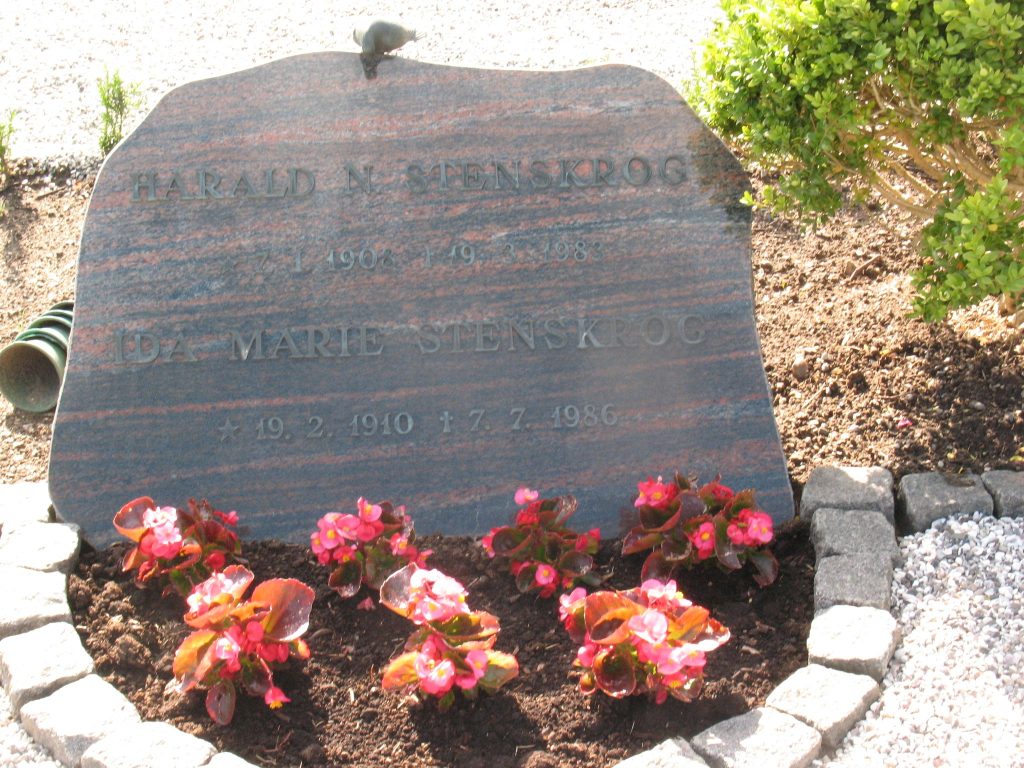 HARALD N. STENSKROG
7. 1. 1908 † 19. 3. 1983
IDA MARIE STENSKROG
★ 19. 2. 1910 † 7. 7. 1986